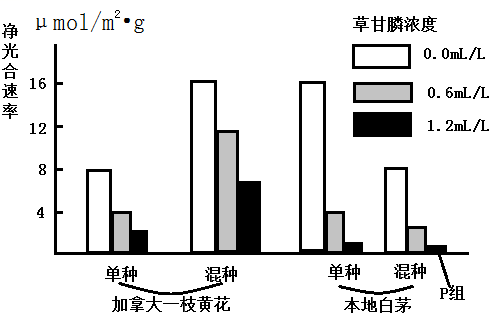 μmol/m²•g
净光合速率
草甘膦浓度
0.0mL/L
0.6mL/L
1.2mL/L
16
12
8
4
单种 混种 单种 混种
加拿大一枝黄花 本地白茅 P组